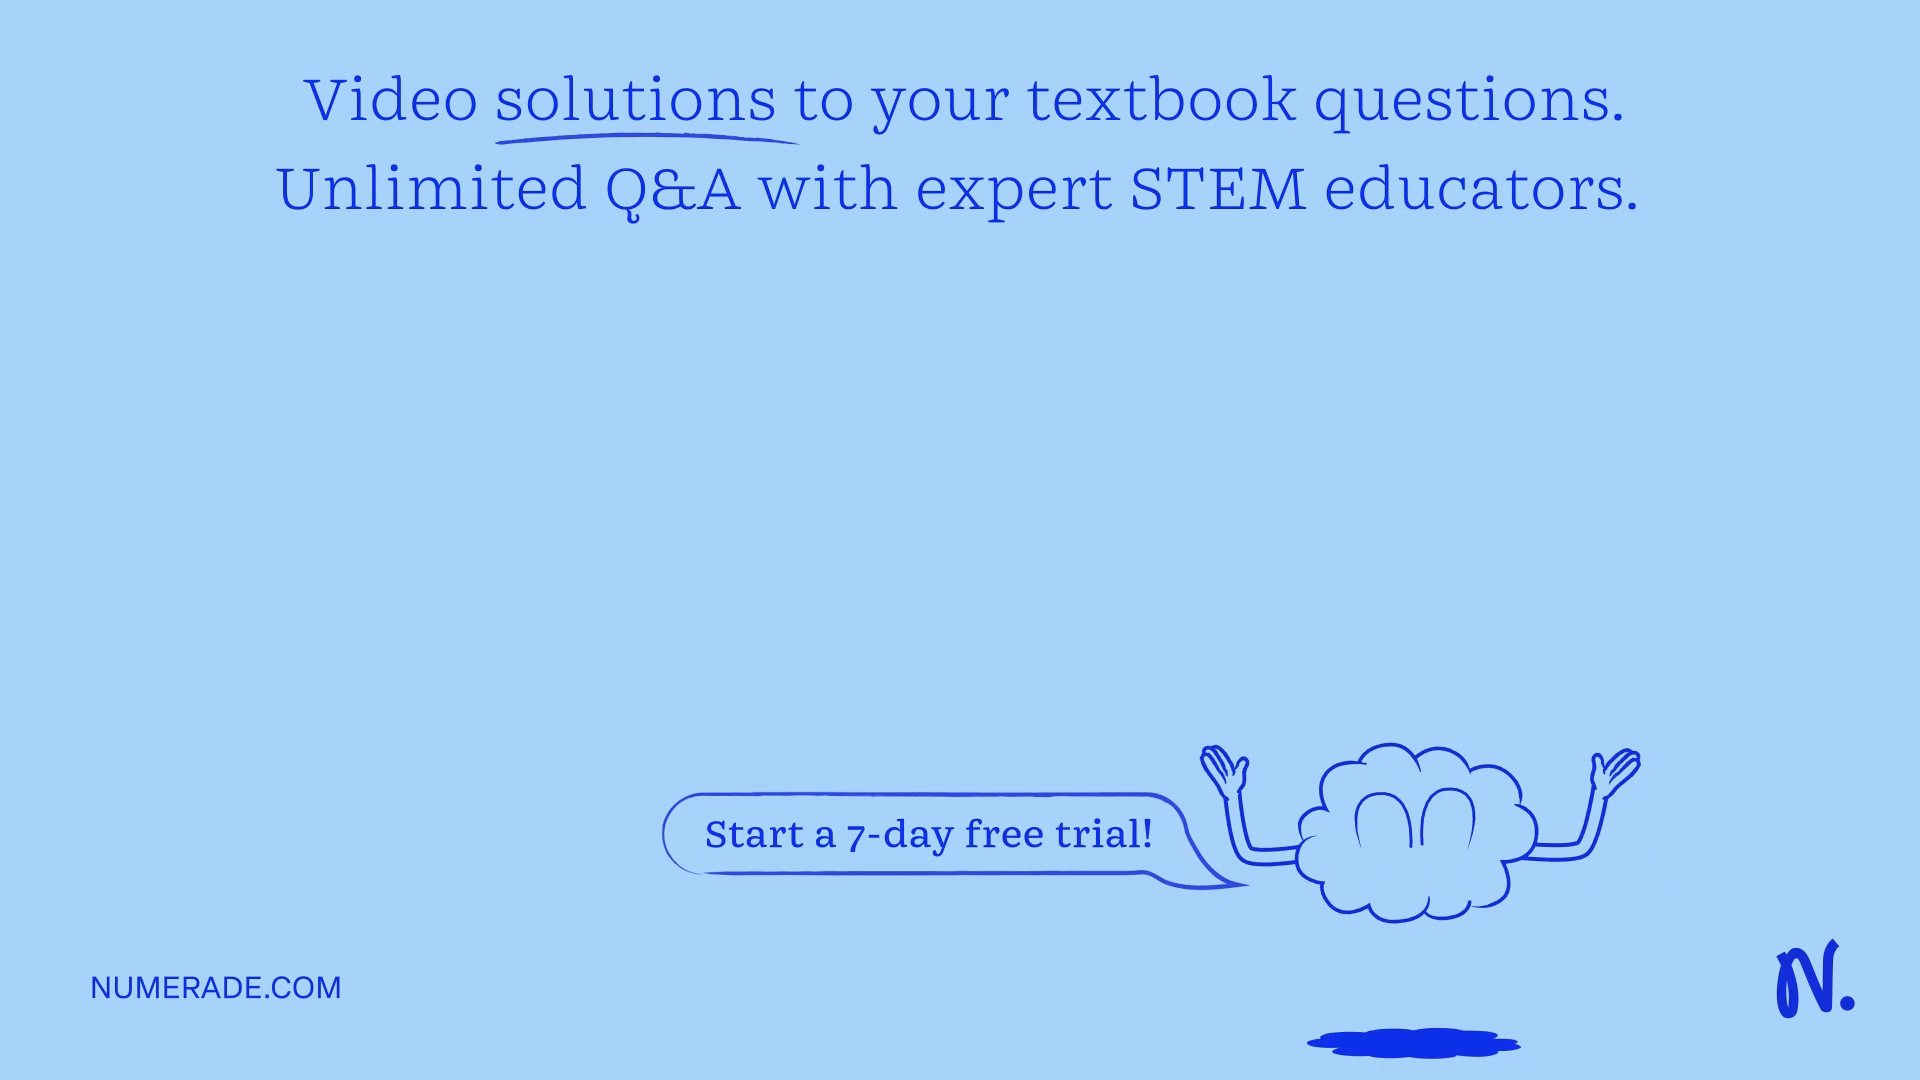 Video solutions to your textbook questions.
Unlimited Q&A with expert STEM educators.
Start a 7-day free trial!
NUMERADE.COM
N.